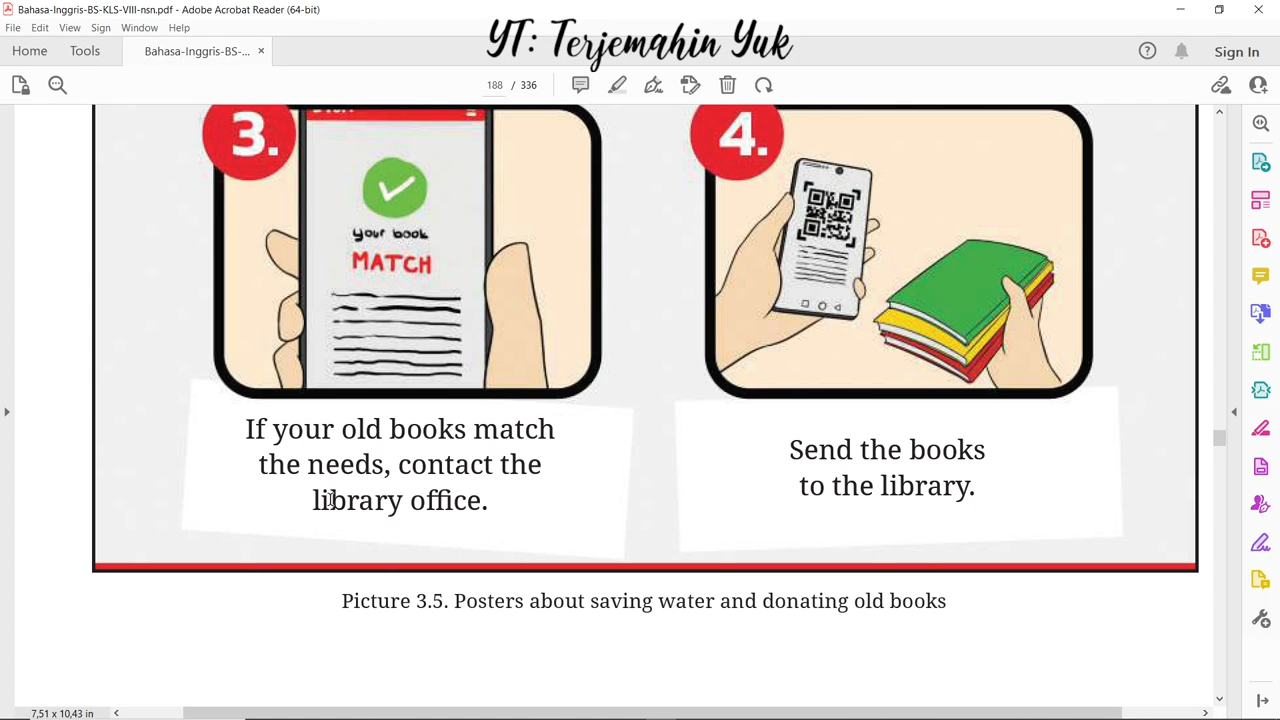 Bahasa-Inggris-BS-KLS-VIII-nsn.pdf - Adobe Acrobat Reader (64-bit)
File Edit View Sign Window Help
YT: Terjemahin Yuk
Home Tools Bahasa-Inggris-BS-... × Sign In
188 / 336
3.
your book
MATCH
4.
If your old books match
the needs, contact the
library office.
Send the books
to the library.
Picture 3.5. Posters about saving water and donating old books
7,51 x 10,43 in